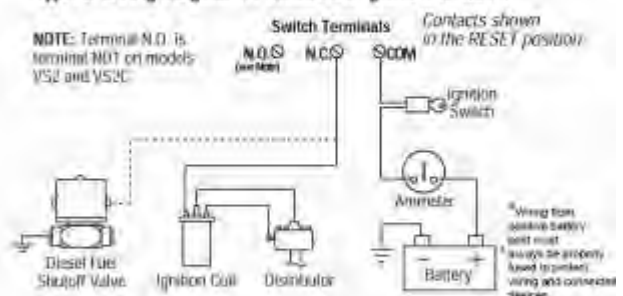 Switch Terminals
Contacts shown
in the RESET position
NOTE: Terminal N.O. is
terminal NOT on models
VS2 and VS2C
N.O.
(see Note)
N.C.
COM
Ignition
Switch
Ammeter
Diesel Fuel
Shutoff Valve
Ignition Coil
Distributor
Battery
- +
*Wiring from
positive battery
post must
always be properly
fused to protect
wiring and connected
devices